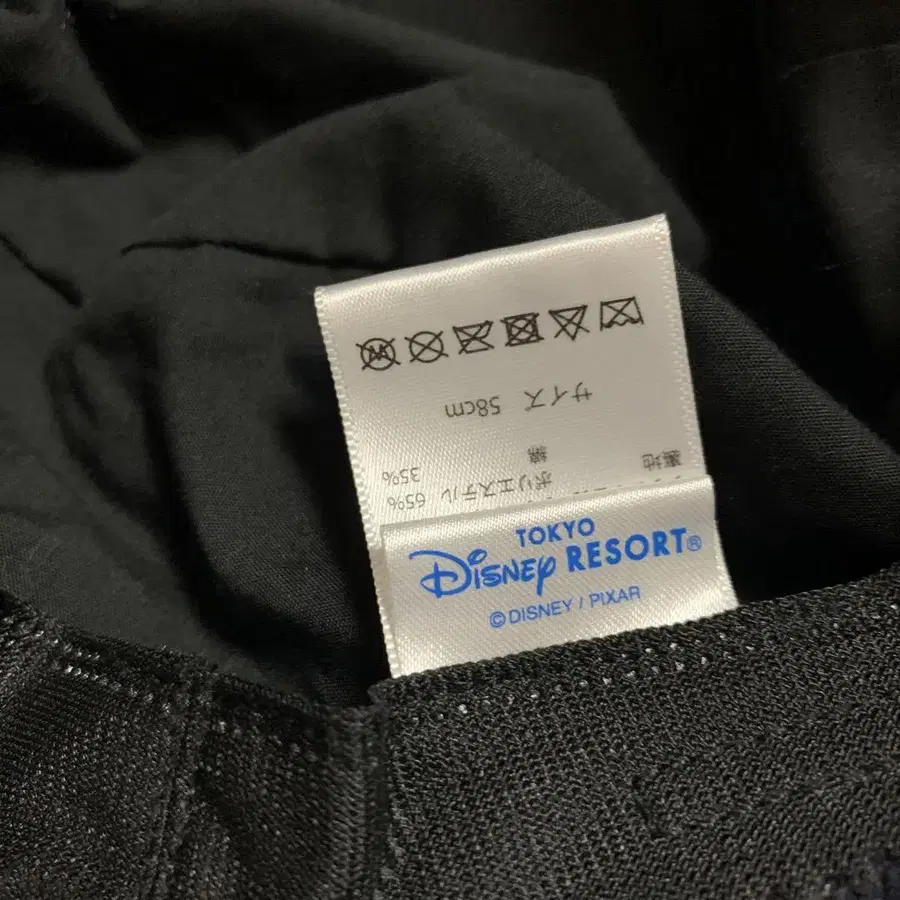 TOKYO
Disney RESORT®
© DISNEY / PIXAR
サイズ 58cm
裏地
ポリエステル 65%
綿 35%